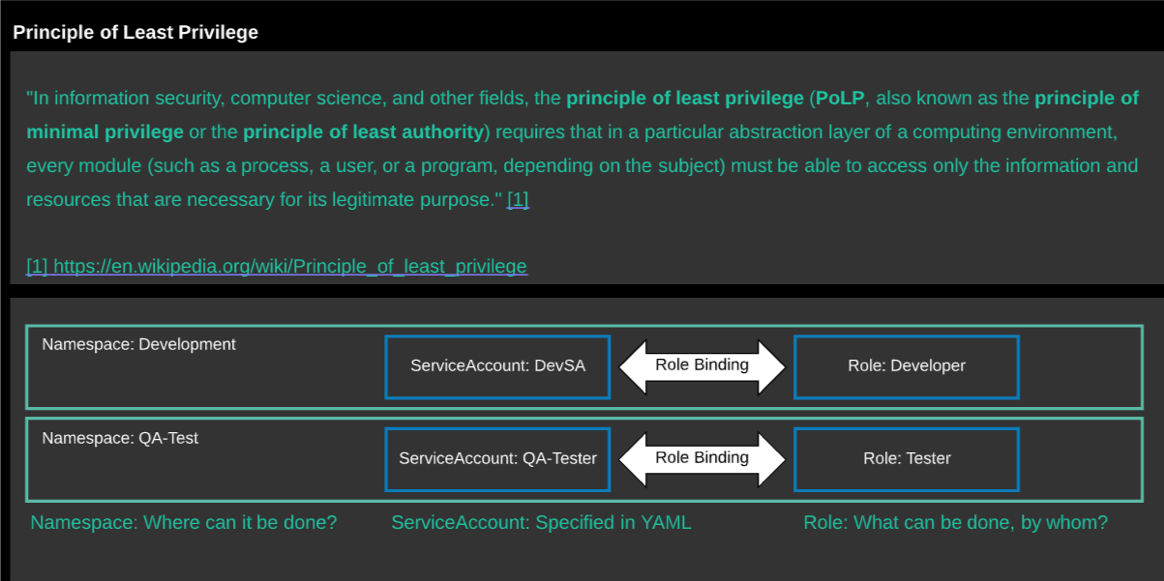 Principle of Least Privilege
"In information security, computer science, and other fields, the principle of least privilege (PoLP, also known as the principle of
minimal privilege or the principle of least authority) requires that in a particular abstraction layer of a computing environment,
every module (such as a process, a user, or a program, depending on the subject) must be able to access only the information and
resources that are necessary for its legitimate purpose." [1]
[1] https://en.wikipedia.org/wiki/Principle_of_least_privilege
Namespace: Development
ServiceAccount: DevSA
Role Binding
Role: Developer
Namespace: QA-Test
ServiceAccount: QA-Tester
Role Binding
Role: Tester
Namespace: Where can it be done?
ServiceAccount: Specified in YAML
Role: What can be done, by whom?